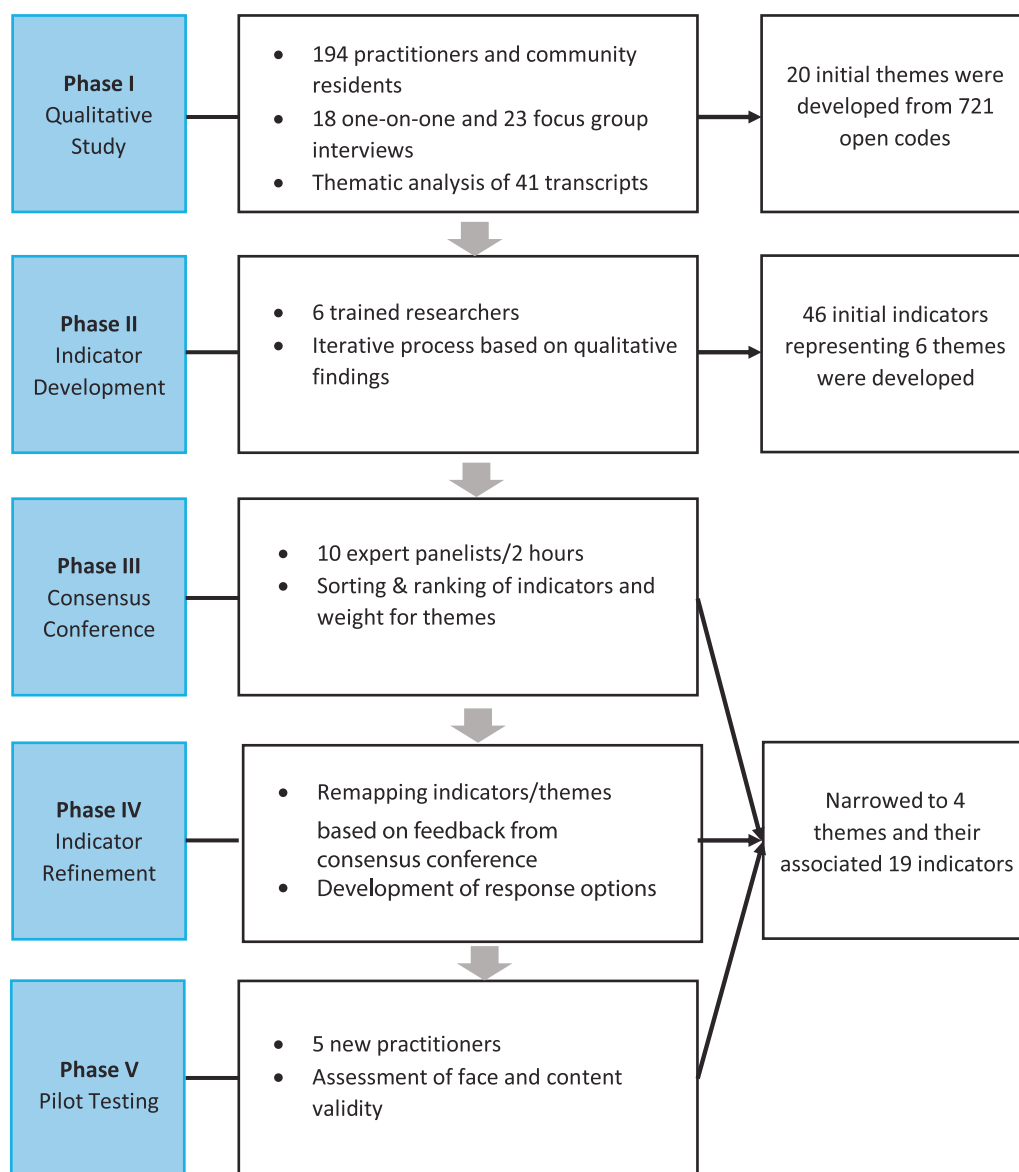 Phase I
Qualitative
Study
• 194 practitioners and community
residents
• 18 one-on-one and 23 focus group
interviews
• Thematic analysis of 41 transcripts
20 initial themes were
developed from 721
open codes
Phase II
Indicator
Development
• 6 trained researchers
• Iterative process based on qualitative
findings
46 initial indicators
representing 6 themes
were developed
Phase III
Consensus
Conference
• 10 expert panelists/2 hours
• Sorting & ranking of indicators and
weight for themes
Phase IV
Indicator
Refinement
• Remapping indicators/themes
based on feedback from
consensus conference
• Development of response options
Narrowed to 4
themes and their
associated 19 indicators
Phase V
Pilot Testing
• 5 new practitioners
• Assessment of face and content
validity